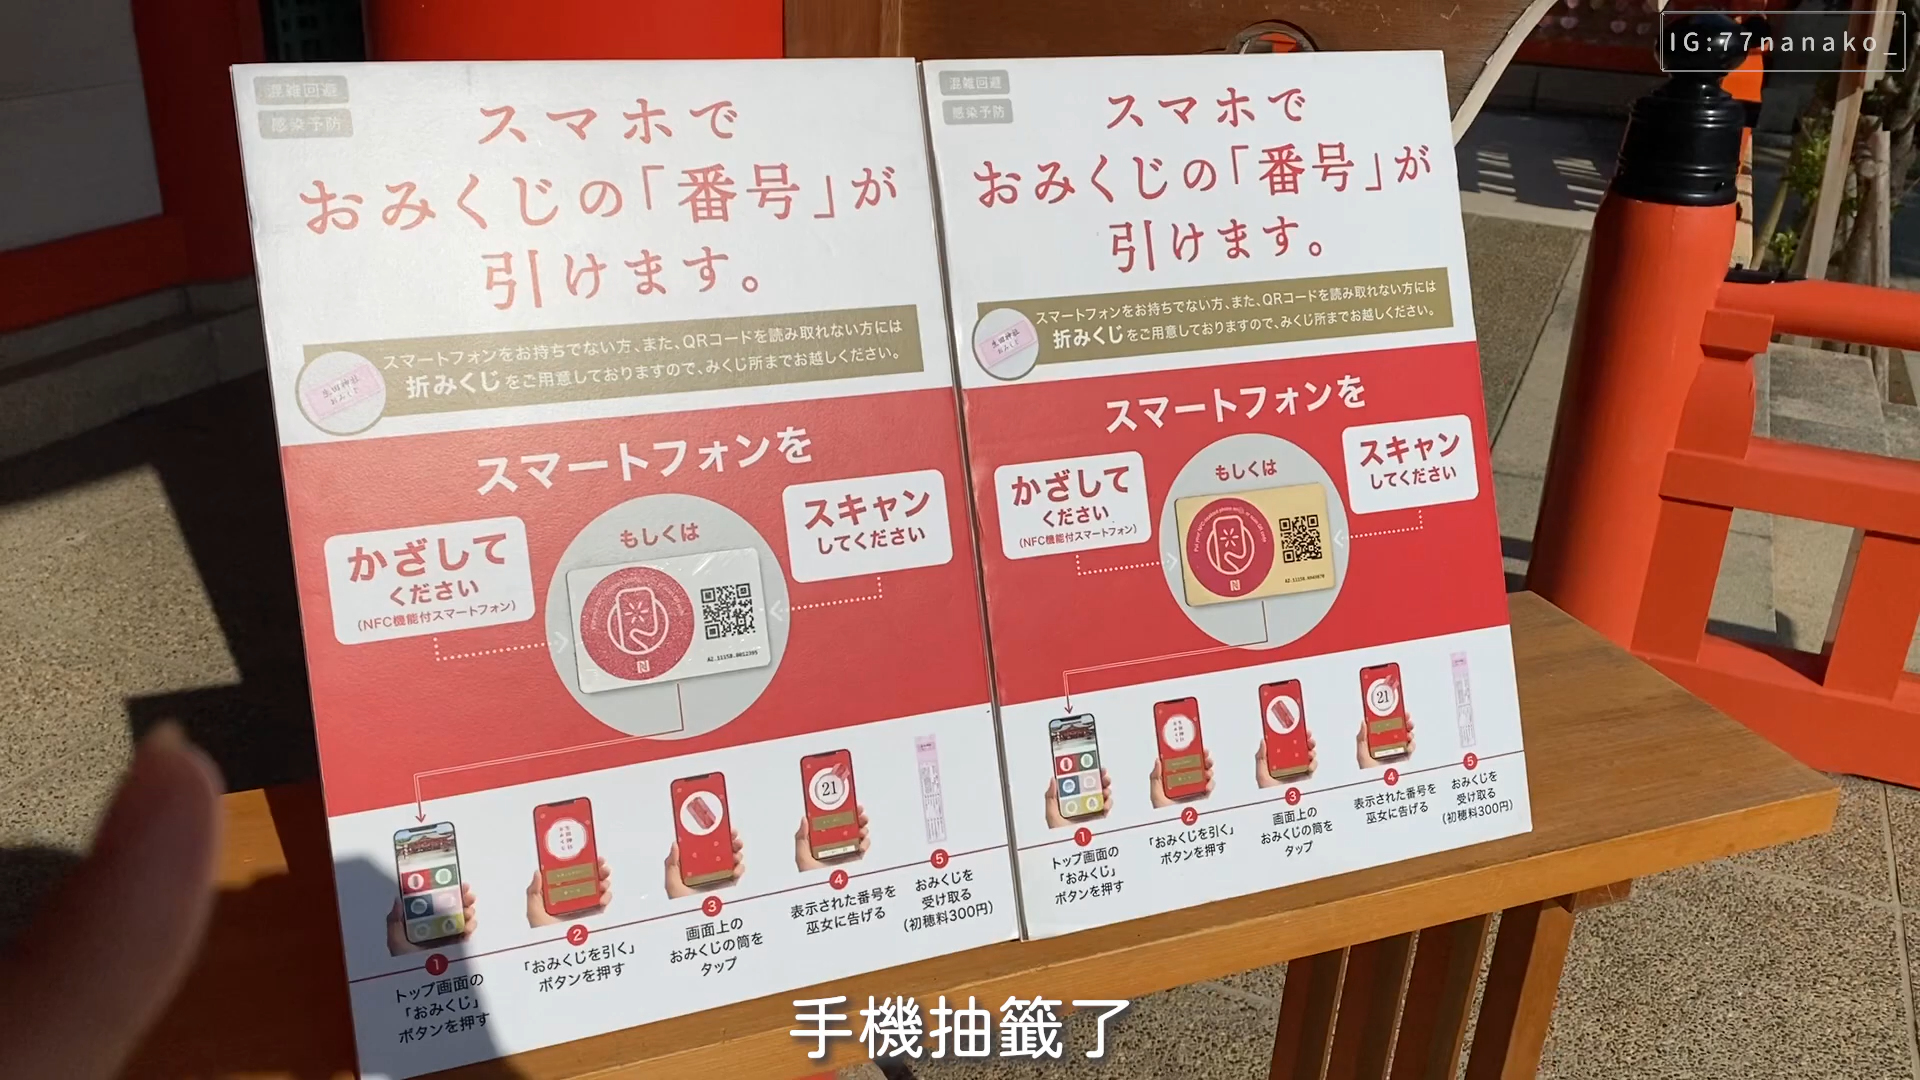 IG:77nanako_
混雑回避
感染予防
スマホで
おみくじの「番号」が
引けます。
スマートフォンをお持ちでない方、また、QRコードを読み取れない方には
折みくじをご用意しておりますので、みくじ所までお越しください。
生田神社
おみくじ
スマートフォンを
かざして
ください
(NFC機能付スマートフォン)
もしくは
スキャン
してください
21
1
トップ画面の
「おみくじ」
ボタンを押す
2
「おみくじを引く」
ボタンを押す
3
画面上の
おみくじの筒を
タップ
4
表示された番号を
巫女に告げる
5
おみくじを
受け取る
(初穂料300円)
混雑回避
感染予防
スマホで
おみくじの「番号」が
引けます。
スマートフォンをお持ちでない方、また、QRコードを読み取れない方には
折みくじをご用意しておりますので、みくじ所までお越しください。
生田神社
おみくじ
スマートフォンを
かざして
ください
(NFC機能付スマートフォン)
もしくは
スキャン
してください
21
1
トップ画面の
「おみくじ」
ボタンを押す
2
「おみくじを引く」
ボタンを押す
3
画面上の
おみくじの筒を
タップ
4
表示された番号を
巫女に告げる
5
おみくじを
受け取る
(初穂料300円)
手機抽籤了